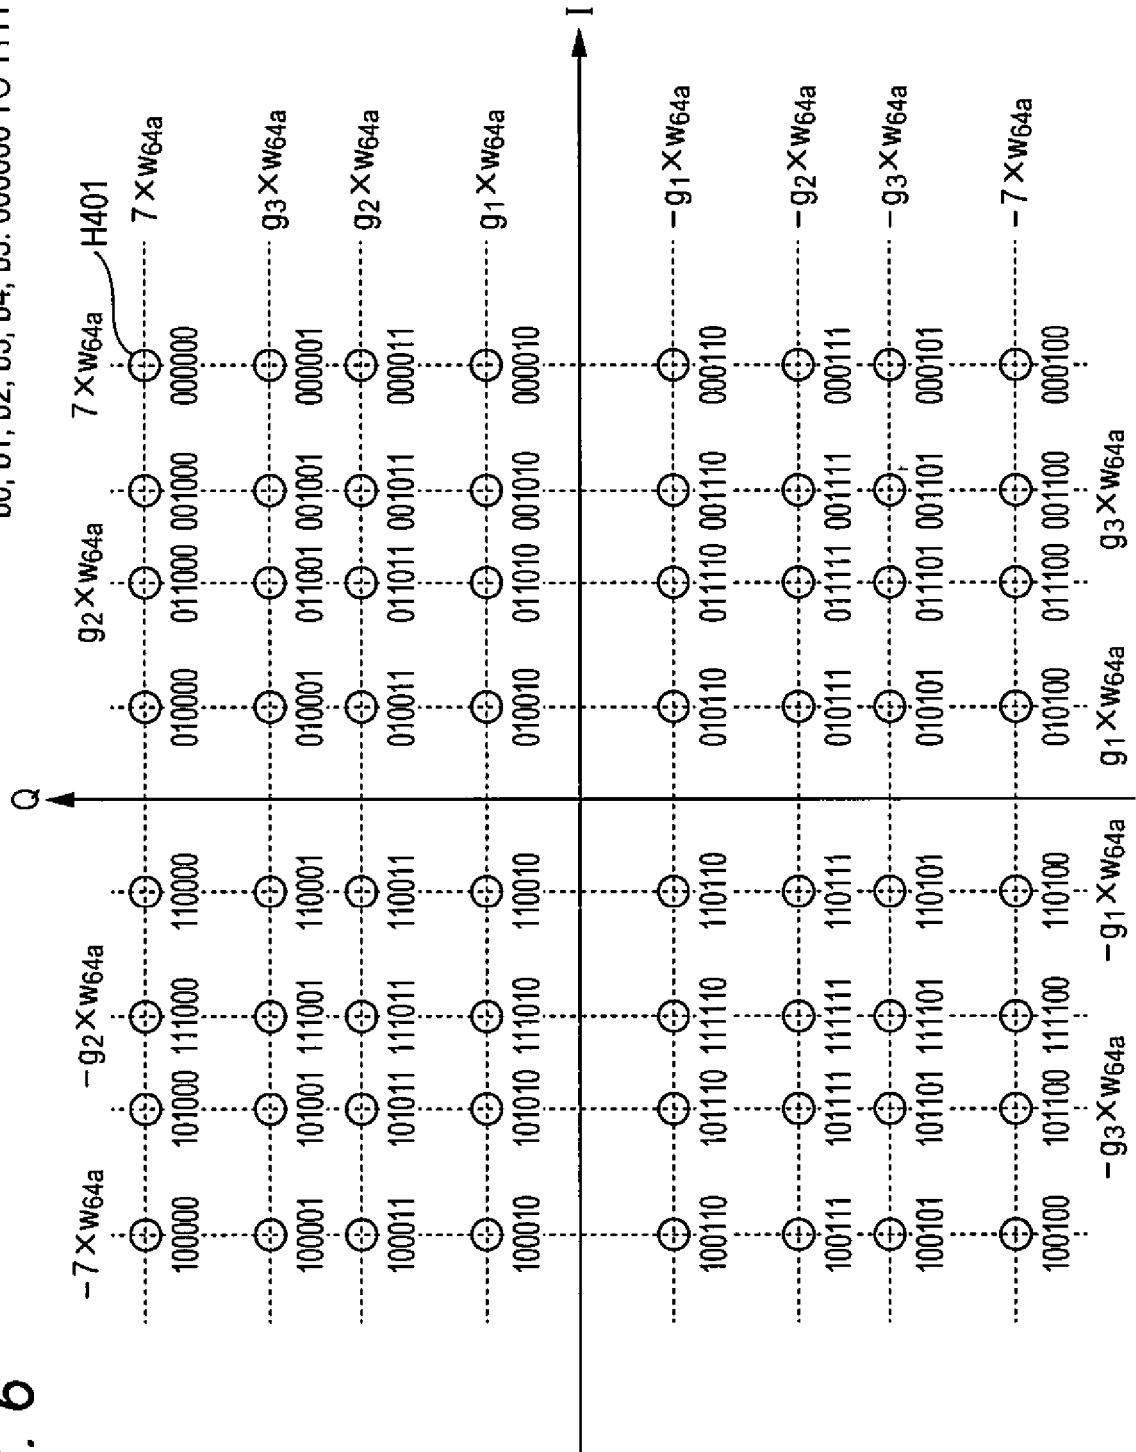 . 6
b0, b1, b2, b3, b4, b5: 000000 TO
Q
−7×w64a −g2×w64a g2×w64a 7×w64a H401
7×w64a
100000 101000 111000 110000 010000 011000 001000 000000
g3×w64a
100001 101001 111001 110001 010001 011001 001001 000001
g2×w64a
100011 101011 111011 110011 010011 011011 001011 000011
g1×w64a
100010 101010 111010 110010 010010 011010 001010 000010
I
−g1×w64a
100110 101110 111110 110110 010110 011110 001110 000110
−g2×w64a
100111 101111 111111 110111 010111 011111 001111 000111
−g3×w64a
100101 101101 111101 110101 010101 011101 001101 000101
−7×w64a
100100 101100 111100 110100 010100 011100 001100 000100
−g3×w64a −g1×w64a g1×w64a g3×w64a